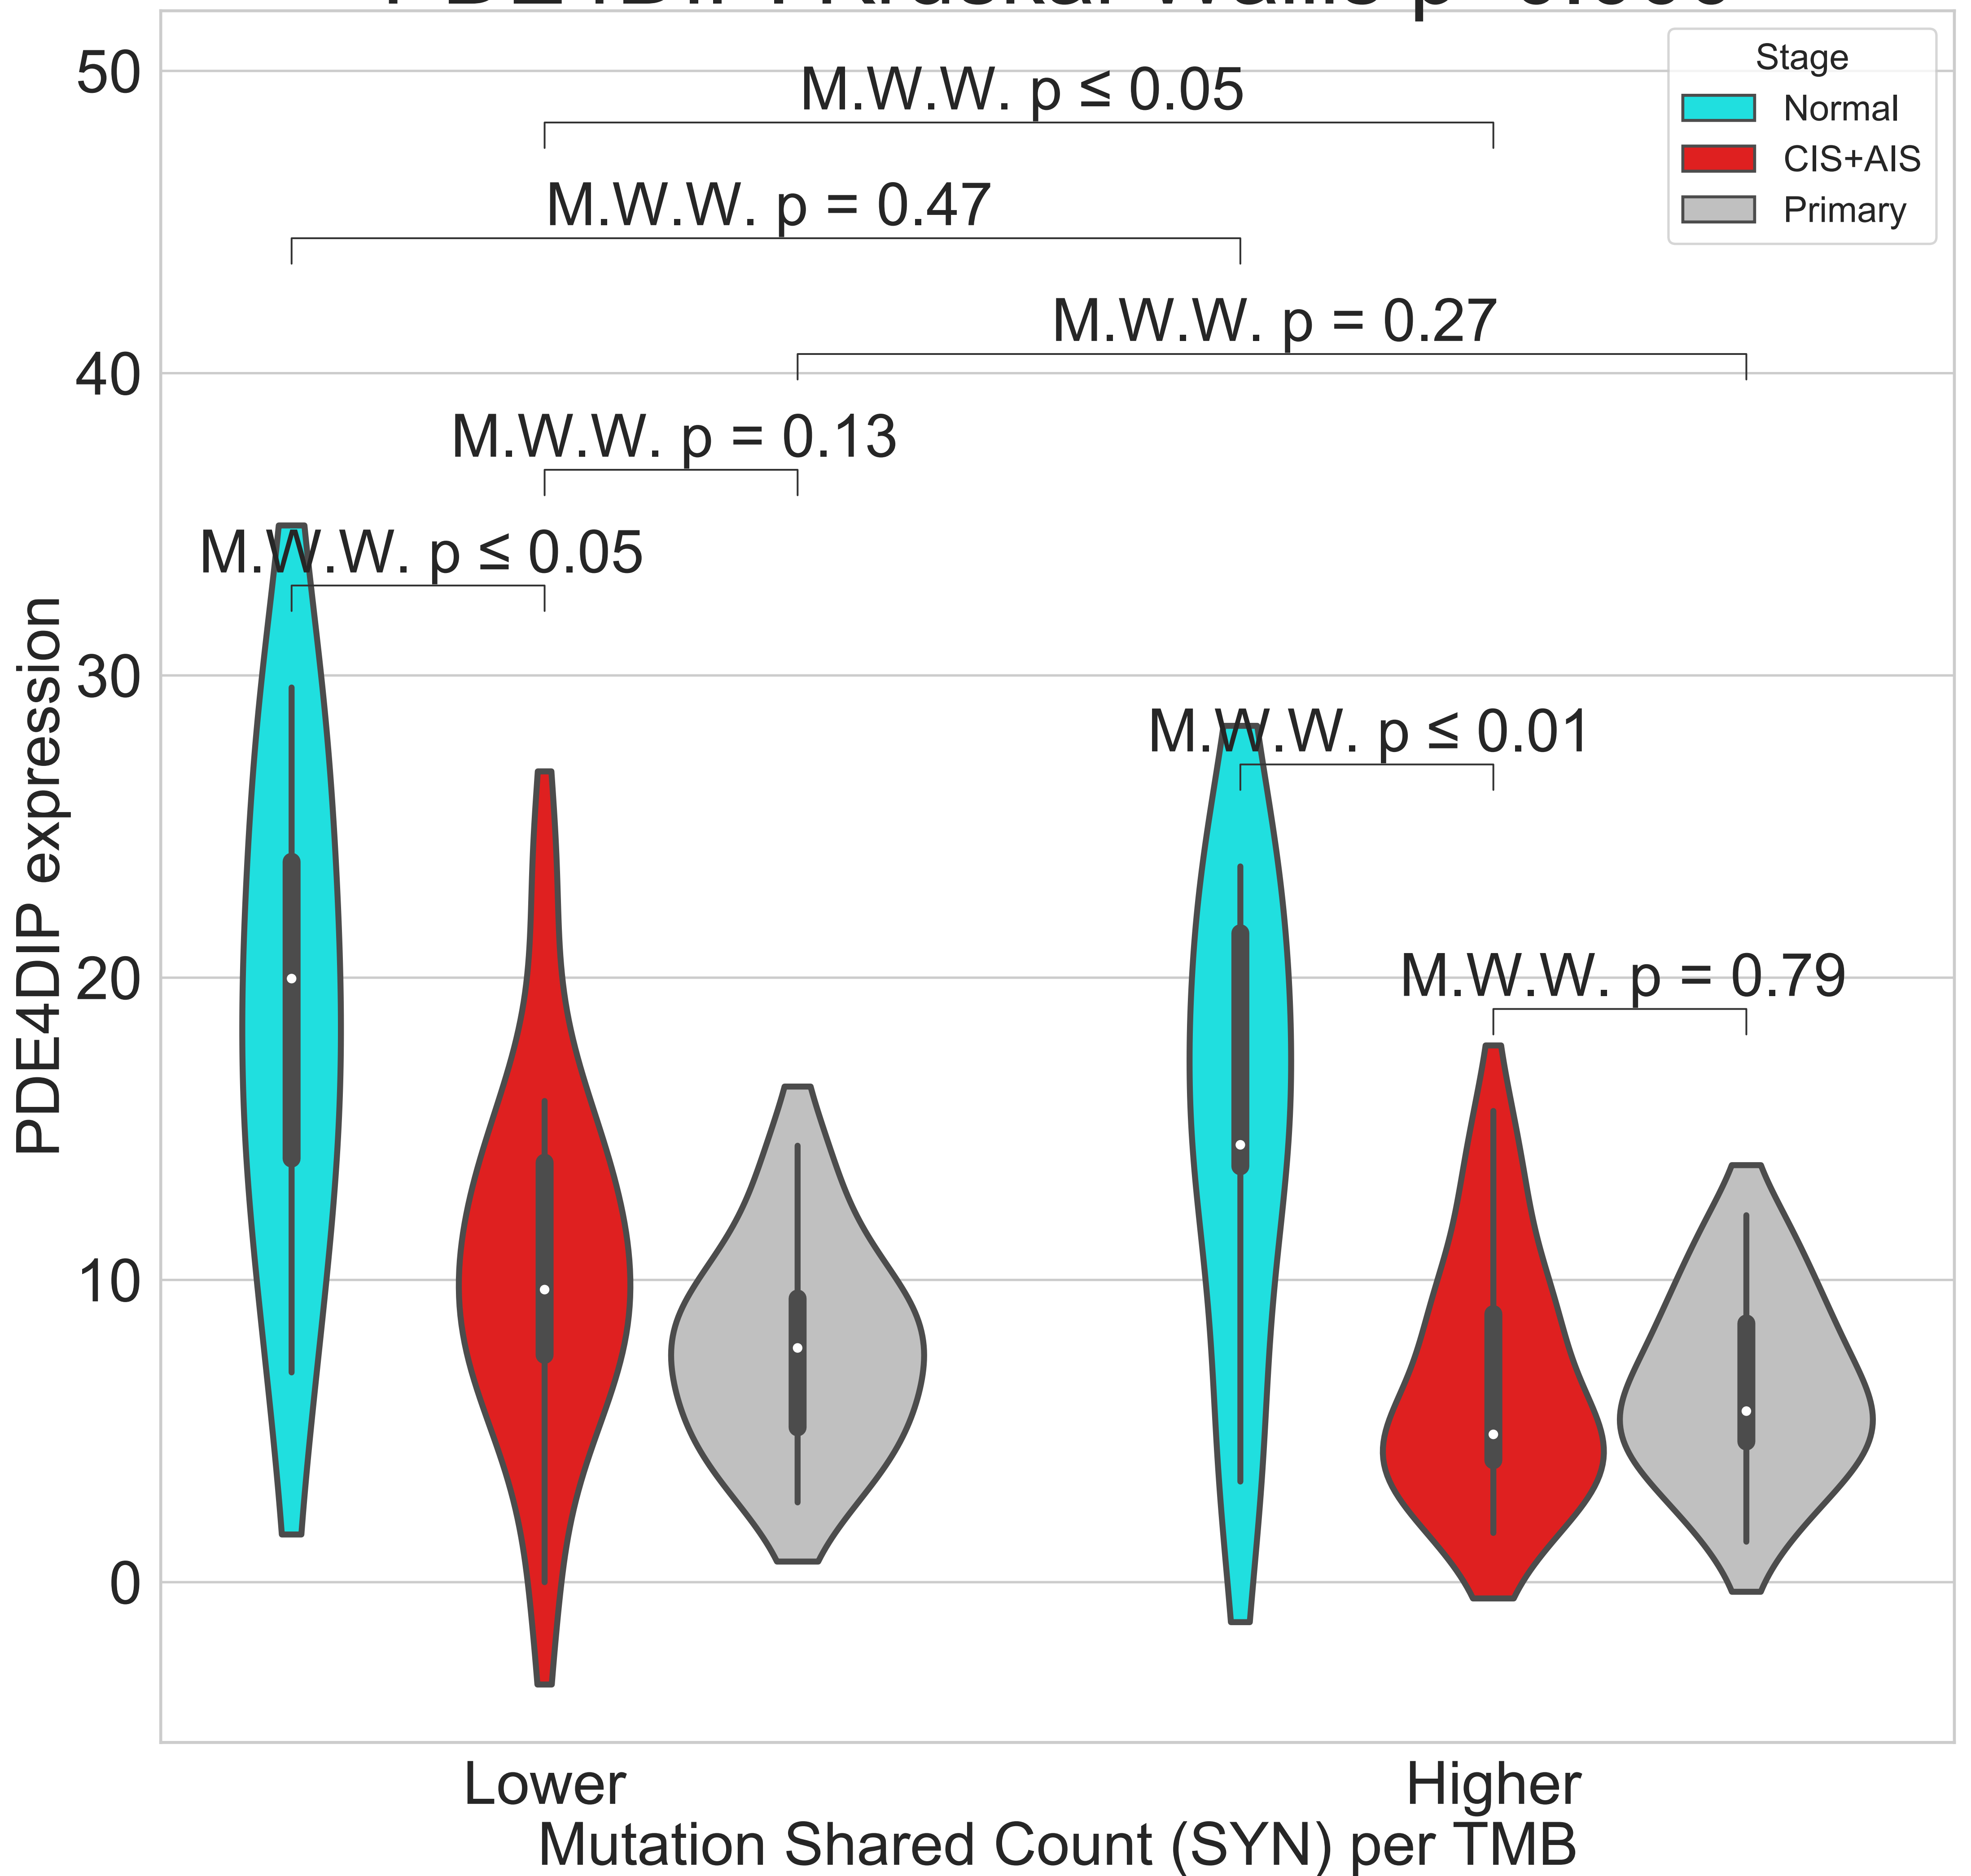 50
40
30
20
10
0
PDE4DIP expression
M.W.W. p ≤ 0.05
M.W.W. p = 0.47
M.W.W. p = 0.27
M.W.W. p = 0.13
M.W.W. p ≤ 0.05
M.W.W. p ≤ 0.01
M.W.W. p = 0.79
Stage
Normal
CIS+AIS
Primary
Lower
Higher
Mutation Shared Count (SYN) per TMB